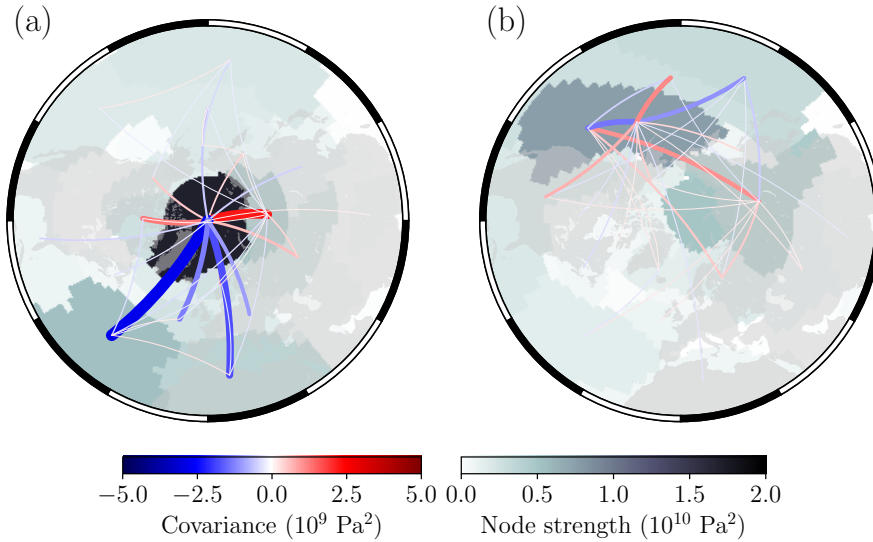 (a)
(b)
−5.0 −2.5 0.0 2.5 5.0
Covariance (10⁹ Pa²)
0.0 0.5 1.0 1.5 2.0
Node strength (10¹⁰ Pa²)